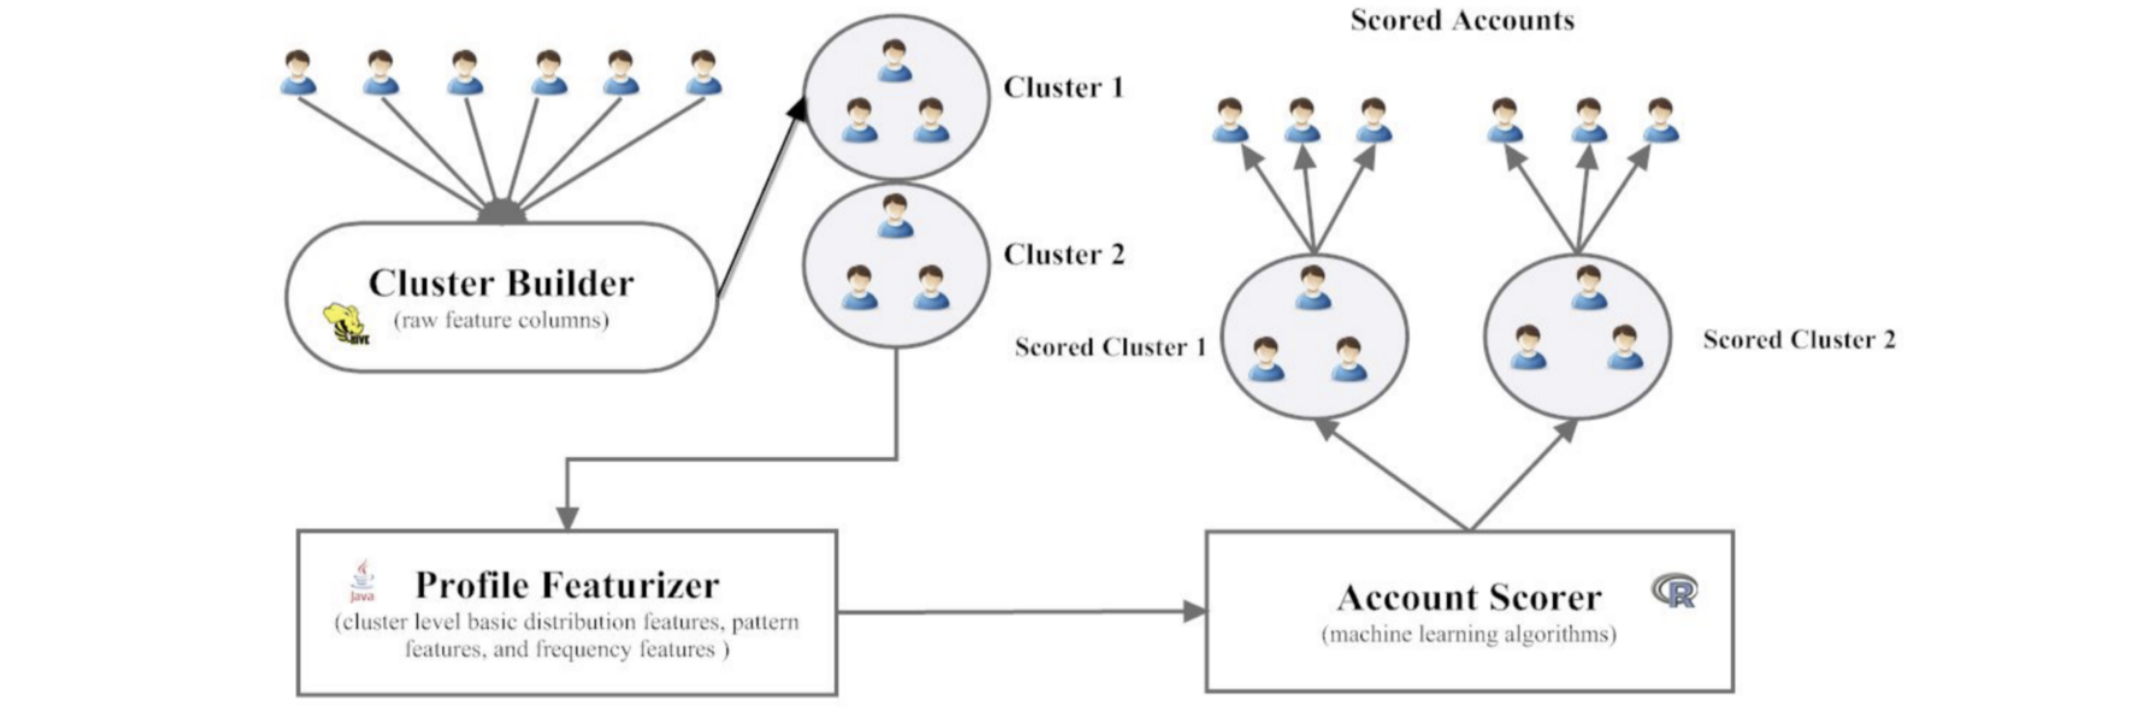 Scored Accounts
Cluster 1
Cluster 2
Cluster Builder
(raw feature columns)
HIVE
Scored Cluster 1
Scored Cluster 2
Java
Profile Featurizer
(cluster level basic distribution features, pattern
features, and frequency features )
Account Scorer
(machine learning algorithms)
R